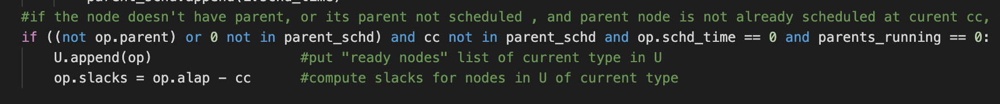 parent_schd.append(i.schd_time)
#if the node doesn't have parent, or its parent not scheduled , and parent node is not already scheduled at curent cc,
if ((not op.parent) or 0 not in parent_schd) and cc not in parent_schd and op.schd_time == 0 and parents_running == 0:
U.append(op) #put "ready nodes" list of current type in U
op.slacks = op.alap - cc #compute slacks for nodes in U of current type